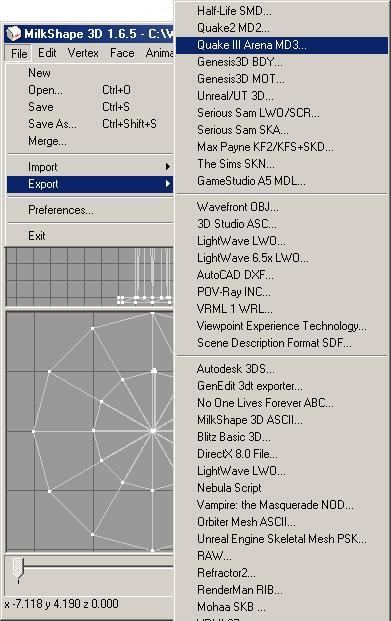 MilkShape 3D 1.6.5 - C:\W
File Edit Vertex Face Anima
New
Open... Ctrl+O
Save Ctrl+S
Save As... Ctrl+Shift+S
Merge...
Import
Export
Preferences...
Exit
Half-Life SMD...
Quake2 MD2...
Quake III Arena MD3...
Genesis3D BDY...
Genesis3D MOT...
Unreal/UT 3D...
Serious Sam LWO/SCR...
Serious Sam SKA...
Max Payne KF2/KFS+SKD...
The Sims SKN...
GameStudio A5 MDL...
Wavefront OBJ...
3D Studio ASC...
LightWave LWO...
LightWave 6.5x LWO...
AutoCAD DXF...
POV-Ray INC...
VRML 1 WRL...
Viewpoint Experience Technology...
Scene Description Format SDF...
Autodesk 3DS...
GenEdit 3dt exporter...
No One Lives Forever ABC...
MilkShape 3D ASCII...
Blitz Basic 3D...
DirectX 8.0 File...
LightWave LWO...
Nebula Script
Vampire: the Masquerade NOD...
Orbiter Mesh ASCII...
Unreal Engine Skeletal Mesh PSK...
RAW...
Refractor2...
RenderMan RIB...
Mohaa SKB ...
x -7.118 y 4.190 z 0.000